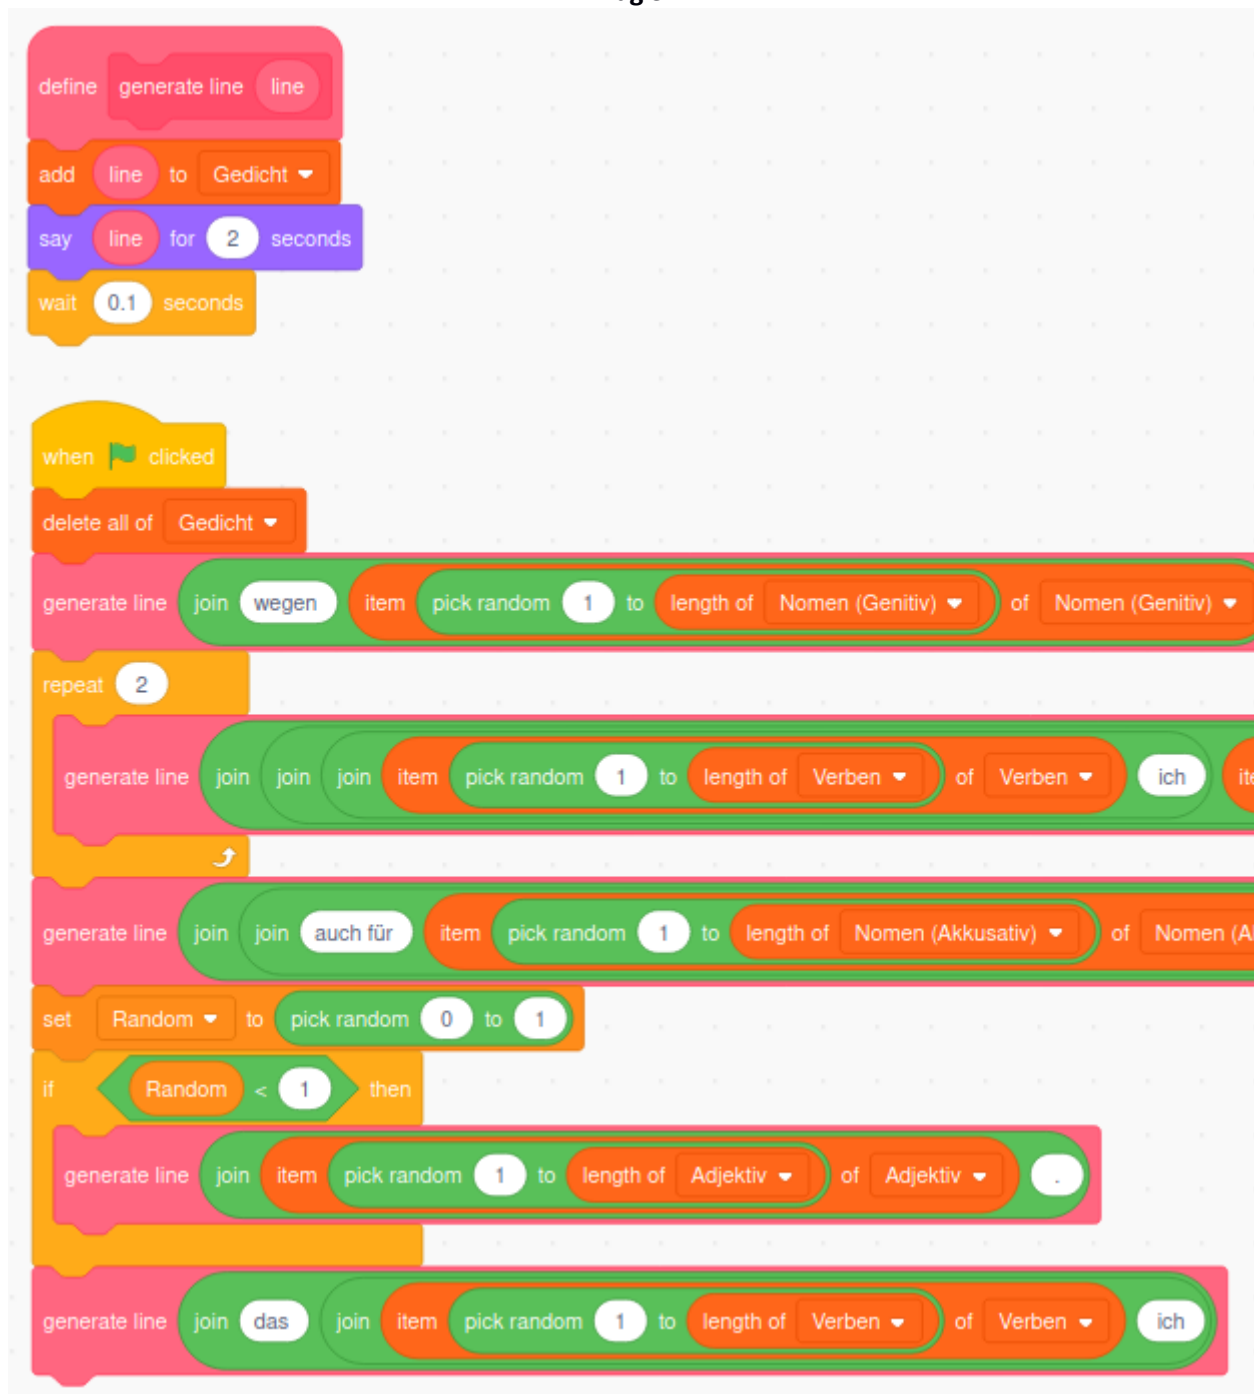 define generate line line
add line to Gedicht
say line for 2 seconds
wait 0.1 seconds
when clicked
delete all of Gedicht
generate line join wegen item pick random 1 to length of Nomen (Genitiv) of Nomen (Genitiv)
repeat 2
generate line join join join item pick random 1 to length of Verben of Verben ich
generate line join join auch für item pick random 1 to length of Nomen (Akkusativ) of Nomen
set Random to pick random 0 to 1
if Random < 1 then
generate line join item pick random 1 to length of Adjektiv of Adjektiv .
generate line join das join item pick random 1 to length of Verben of Verben ich